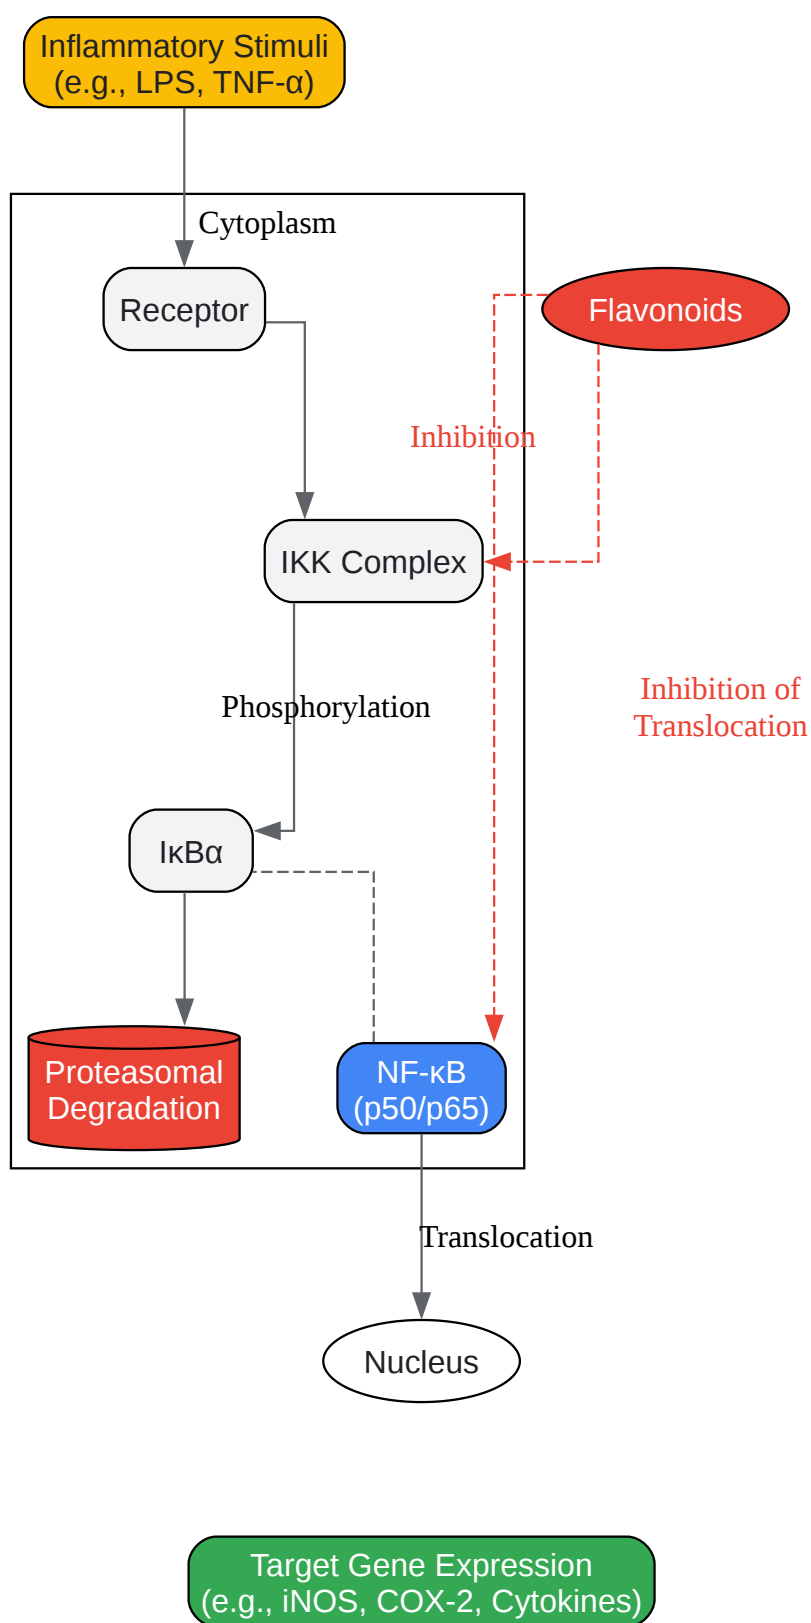 Inflammatory Stimuli
(e.g., LPS, TNF-α)
Cytoplasm
Receptor
Flavonoids
Inhibition
IKK Complex
Inhibition of
Translocation
Phosphorylation
IκBα
Proteasomal
Degradation
NF-κB
(p50/p65)
Translocation
Nucleus
Target Gene Expression
(e.g., iNOS, COX-2, Cytokines)